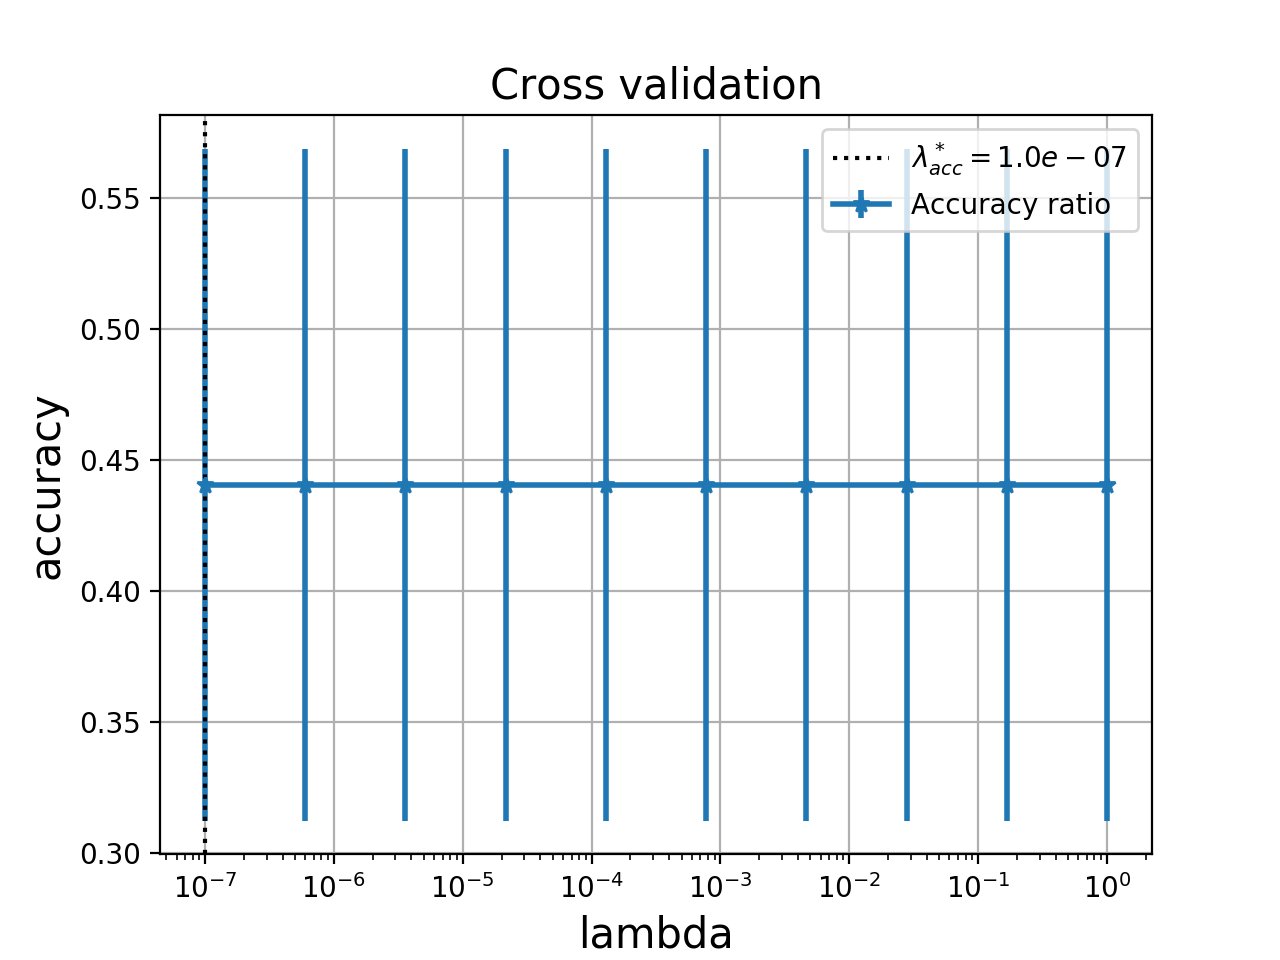 Cross validation
λ*acc = 1.0e − 07
Accuracy ratio
accuracy
0.55
0.50
0.45
0.40
0.35
0.30
10⁻⁷ 10⁻⁶ 10⁻⁵ 10⁻⁴ 10⁻³ 10⁻² 10⁻¹ 10⁰
lambda